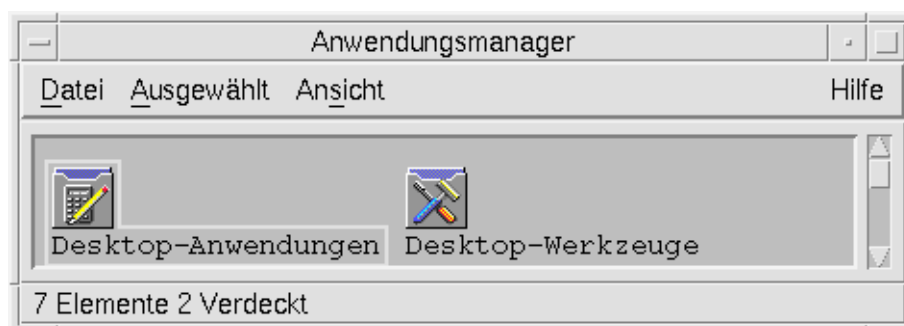 Anwendungsmanager
Datei Ausgewählt Ansicht Hilfe
Desktop-Anwendungen Desktop-Werkzeuge
7 Elemente 2 Verdeckt